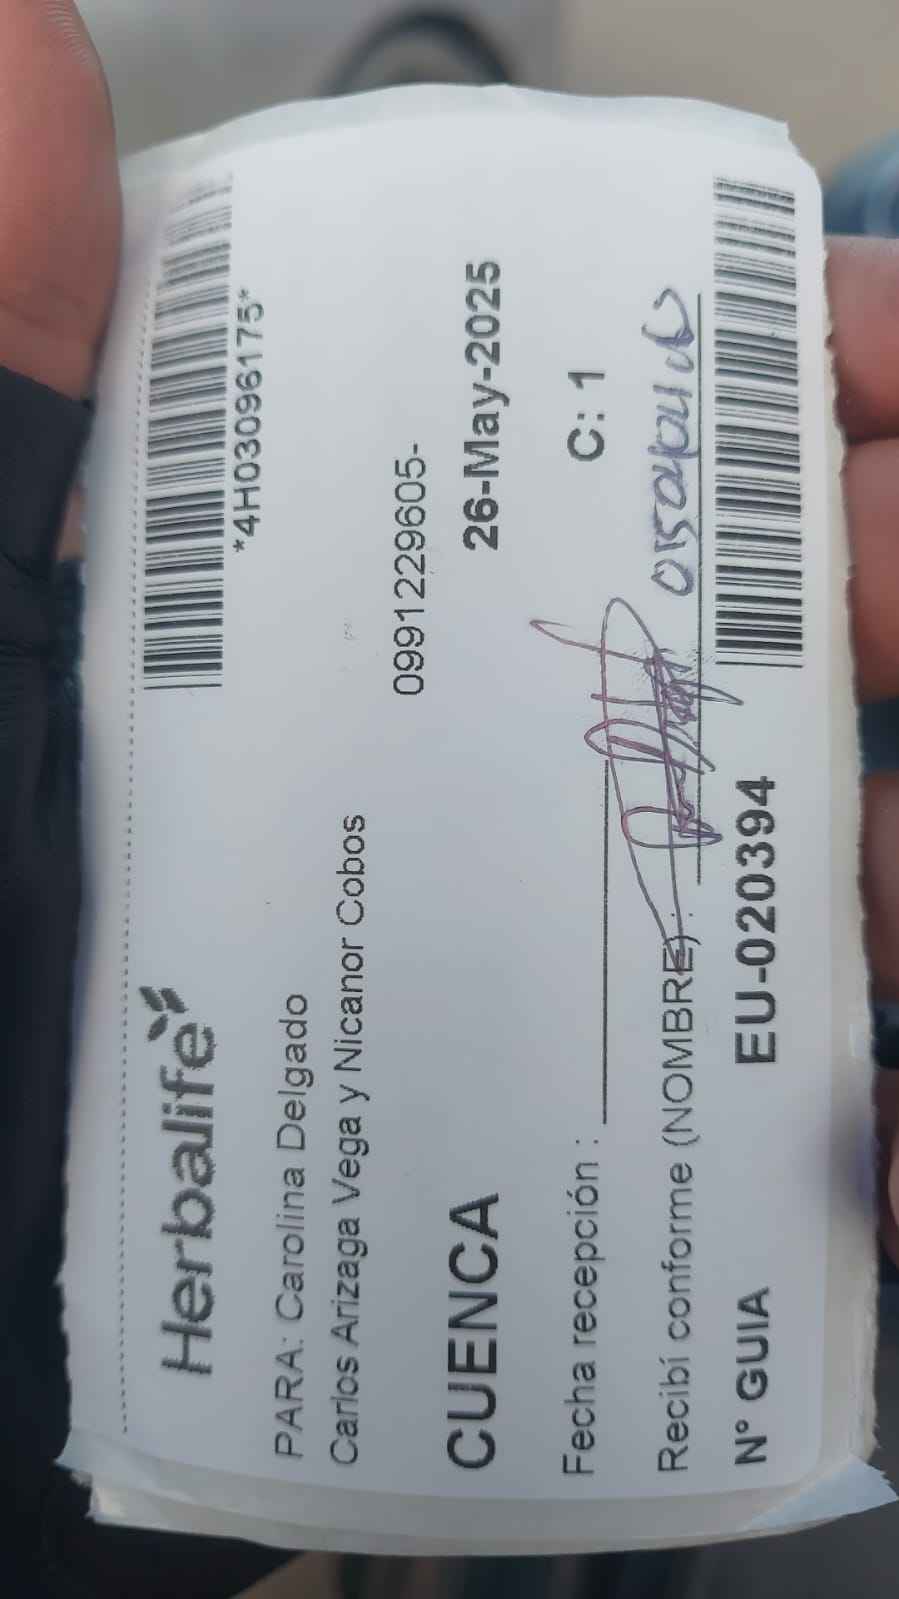 *4H03096175*
Herbalife
PARA: Carolina Delgado
Carlos Arizaga Vega y Nicanor Cobos
0991229605-
CUENCA 26-May-2025
Fecha recepción : C: 1
Recibí conforme (NOMBRE) :
Nº GUIA EU-020394